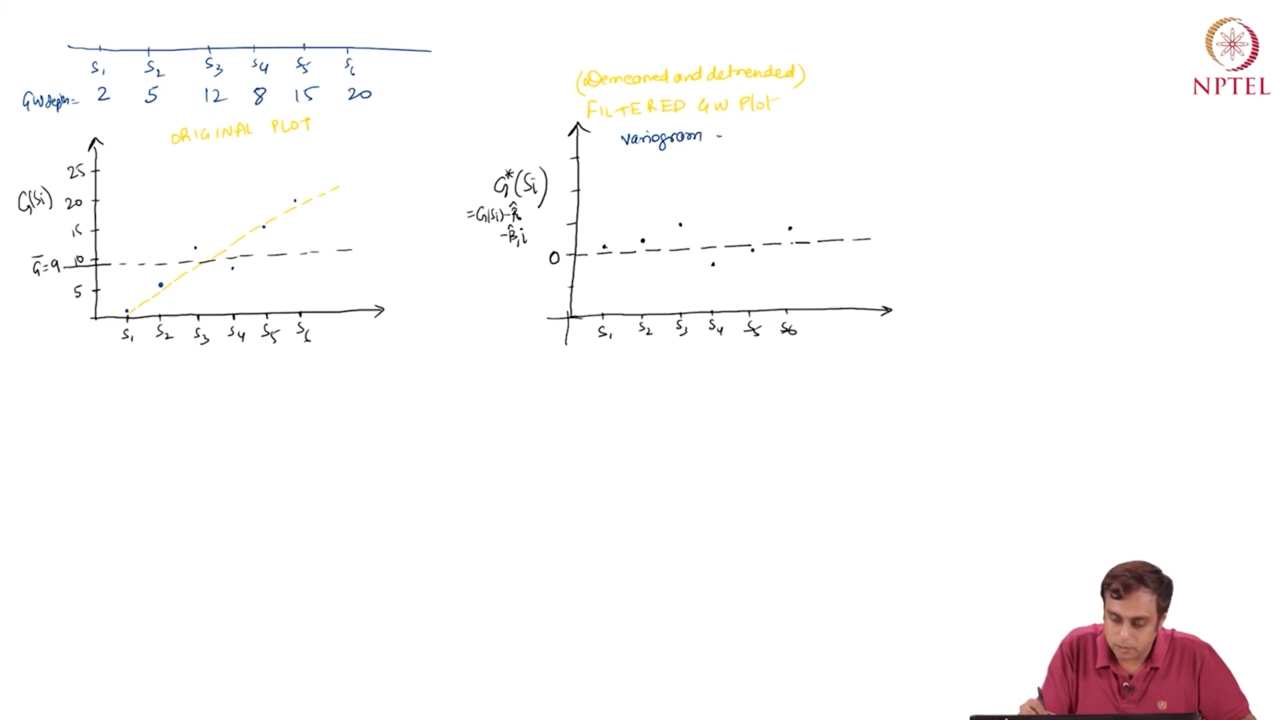 S1 S2 S3 S4 S5 S6
GW depth= 2 5 12 8 15 20
ORIGINAL PLOT
G(Si)
25
20
15
10
G̅=9
5
S1 S2 S3 S4 S5 S6
(Demeaned and detrended)
FILTERED GW Plot
variogram -
G*(Si)
=G(Si)-
-β̂1i
0
S1 S2 S3 S4 S5 S6
NPTEL